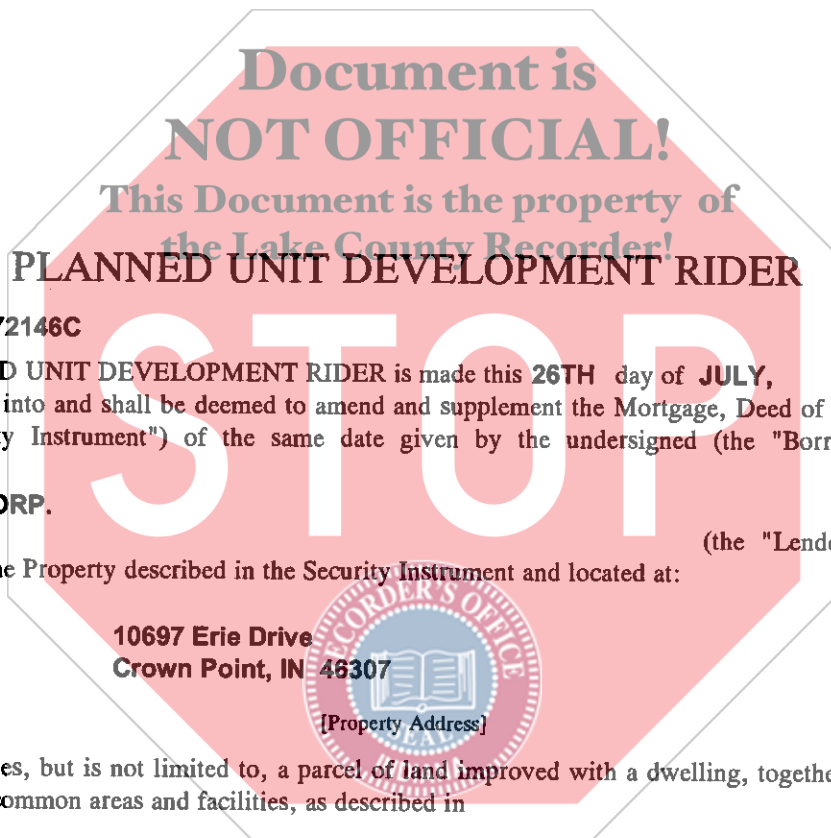 Document is
NOT OFFICIAL!
This Document is the property of
the Lake County Recorder!
PLANNED UNIT DEVELOPMENT RIDER
72146C
D UNIT DEVELOPMENT RIDER is made this 26TH day of JULY,
into and shall be deemed to amend and supplement the Mortgage, Deed of
y Instrument") of the same date given by the undersigned (the "Borr
STOP
ORP.
(the "Lende
e Property described in the Security Instrument and located at:
RECORDER'S OFFICE
10697 Erie Drive
Crown Point, IN 46307
[Property Address]
SEAL
es, but is not limited to, a parcel of land improved with a dwelling, togethe
ommon areas and facilities, as described in